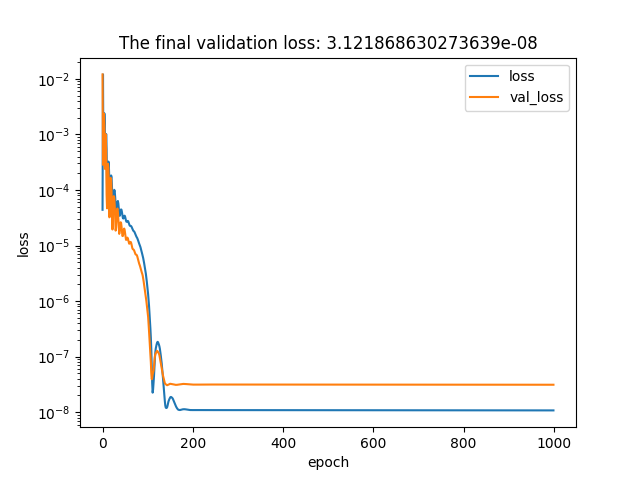 The final validation loss: 3.121868630273639e-08
loss
val_loss
10⁻²
10⁻³
10⁻⁴
10⁻⁵
10⁻⁶
10⁻⁷
10⁻⁸
loss
0 200 400 600 800 1000
epoch